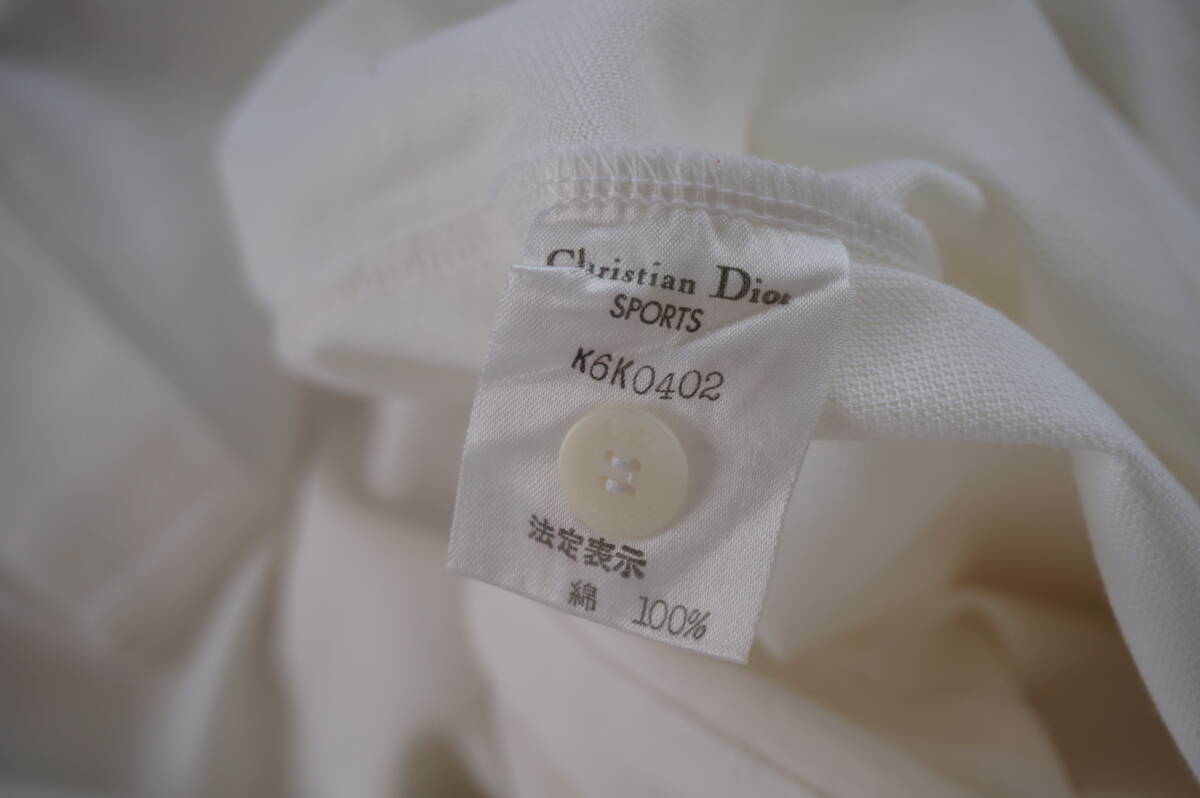 Christian Dior
SPORTS
K6K0402
法定表示
綿 100%